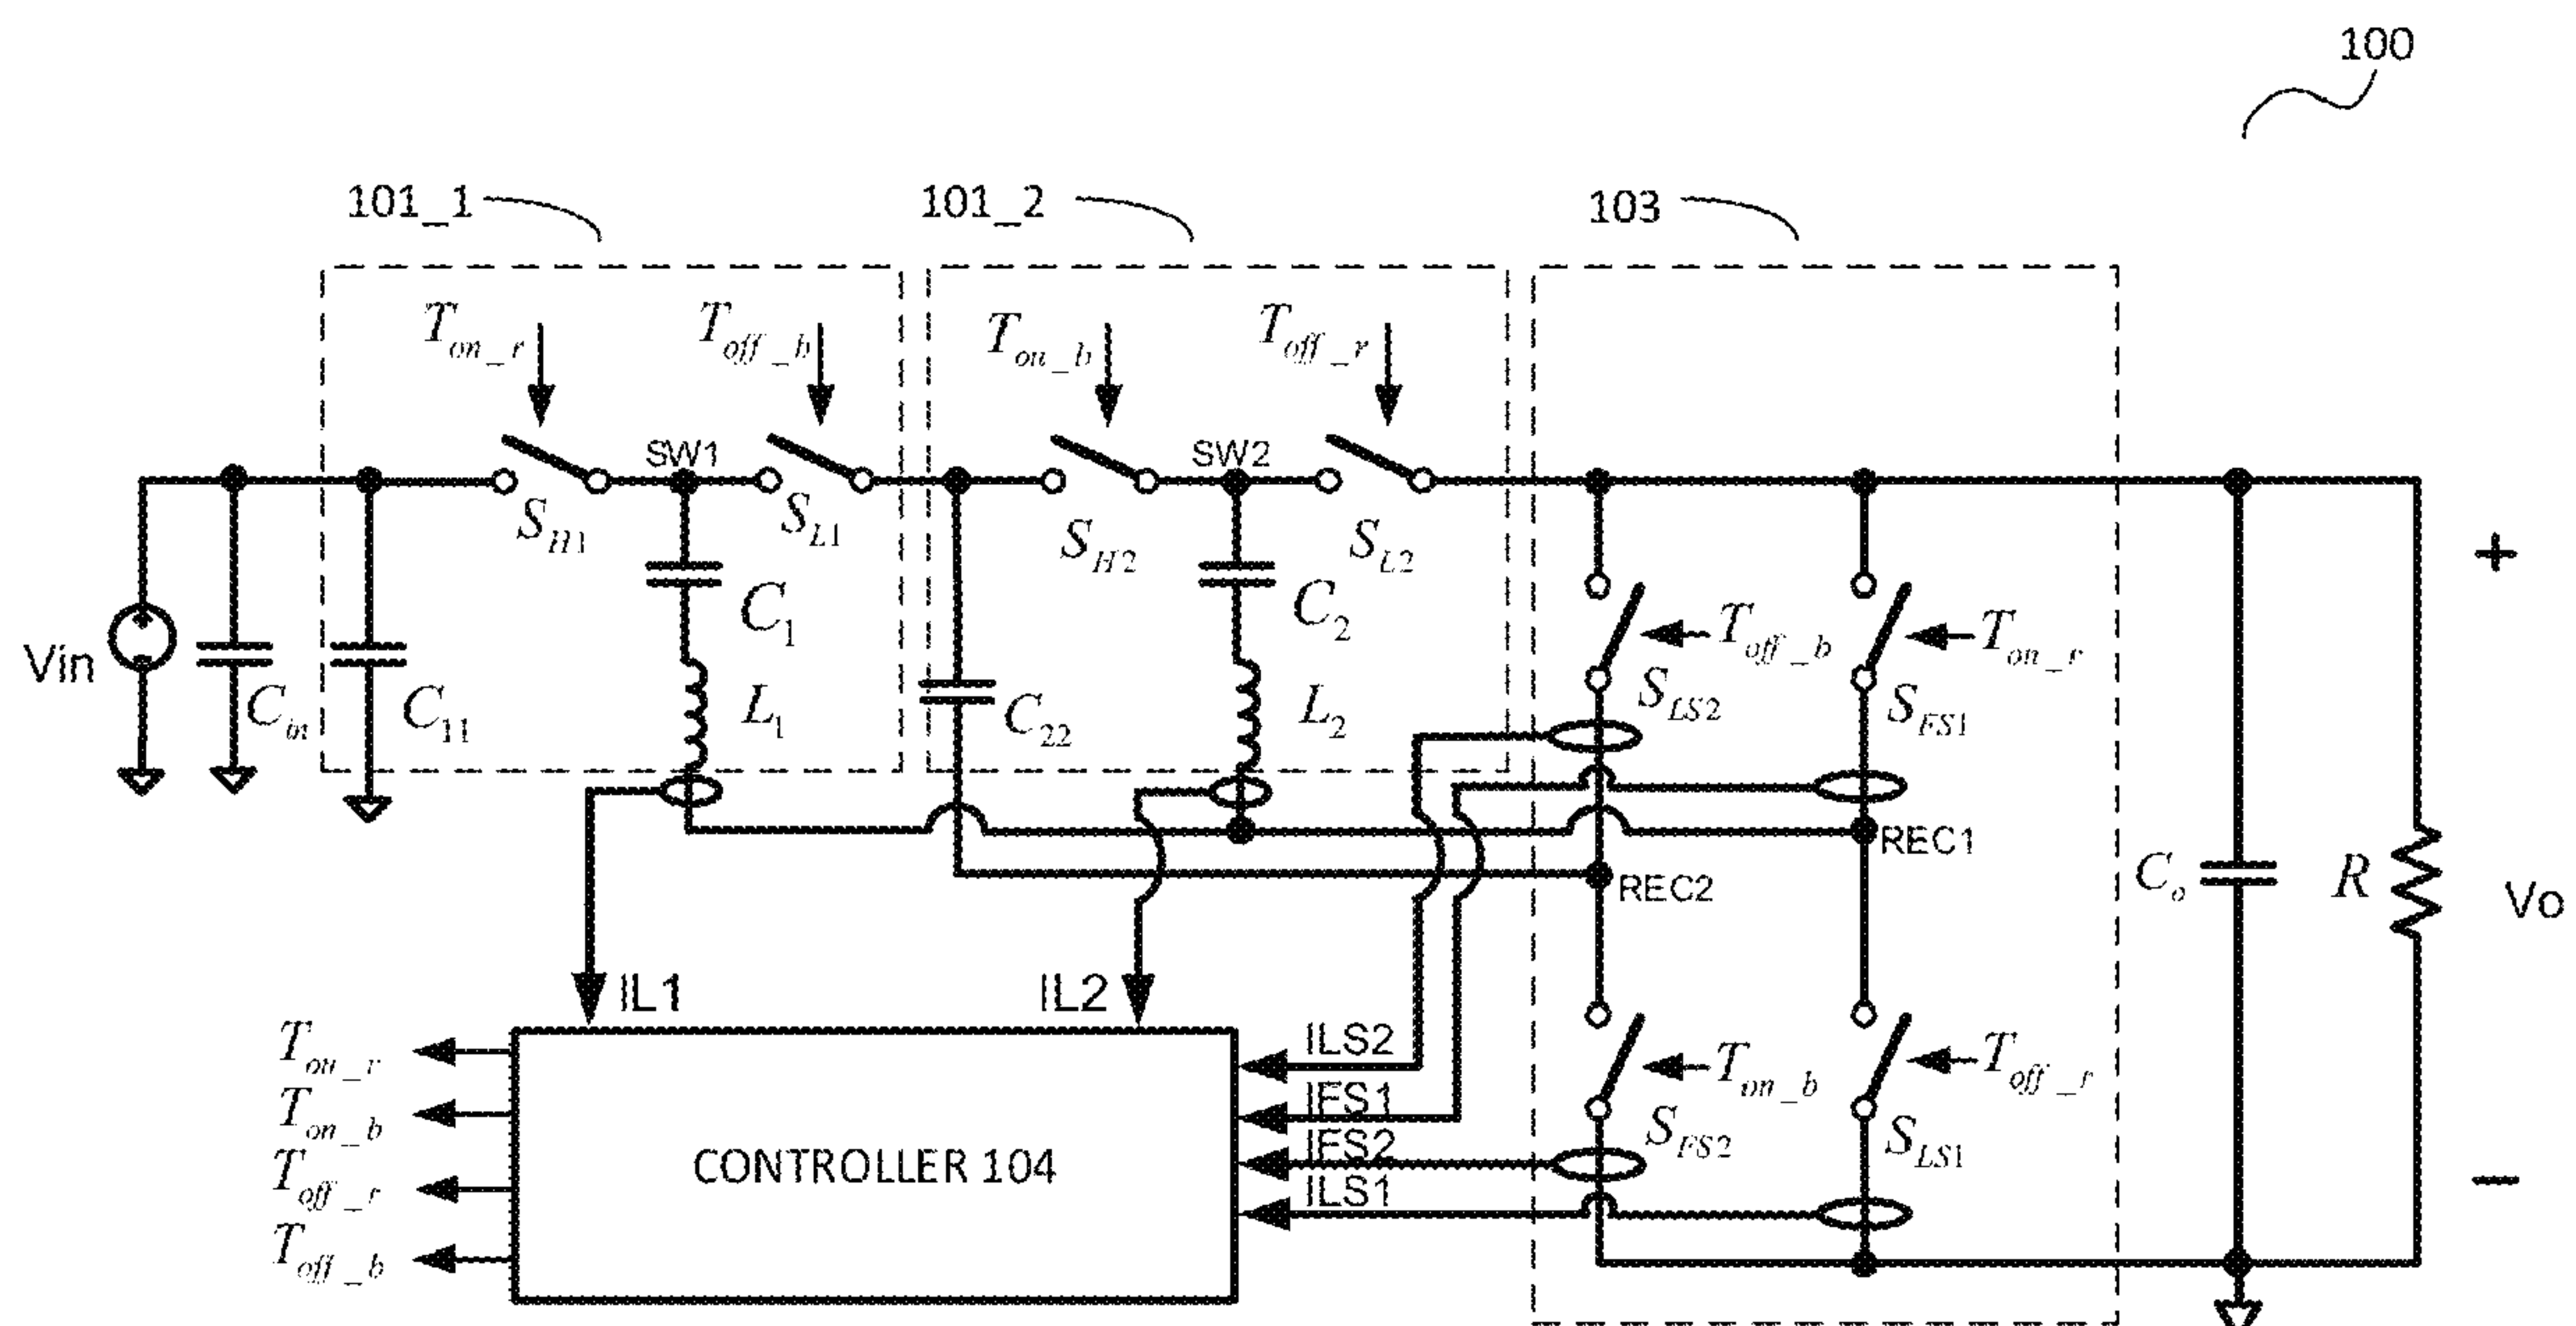 100
101_1
101_2
103
T_on_r
T_off_b
T_on_b
T_off_r
SW1
SW2
S_H1
S_L1
S_H2
S_L2
C_1
C_2
T_off_b
T_on_r
Vin
C_in
C_11
L_1
C_22
L_2
S_LS2
S_FS1
+
REC1
REC2
C_o
R
Vo
IL1
IL2
ILS2
IFS1
IFS2
ILS1
T_on_r
T_on_b
T_off_r
T_off_b
CONTROLLER 104
T_on_b
T_off_r
S_FS2
S_LS1
−